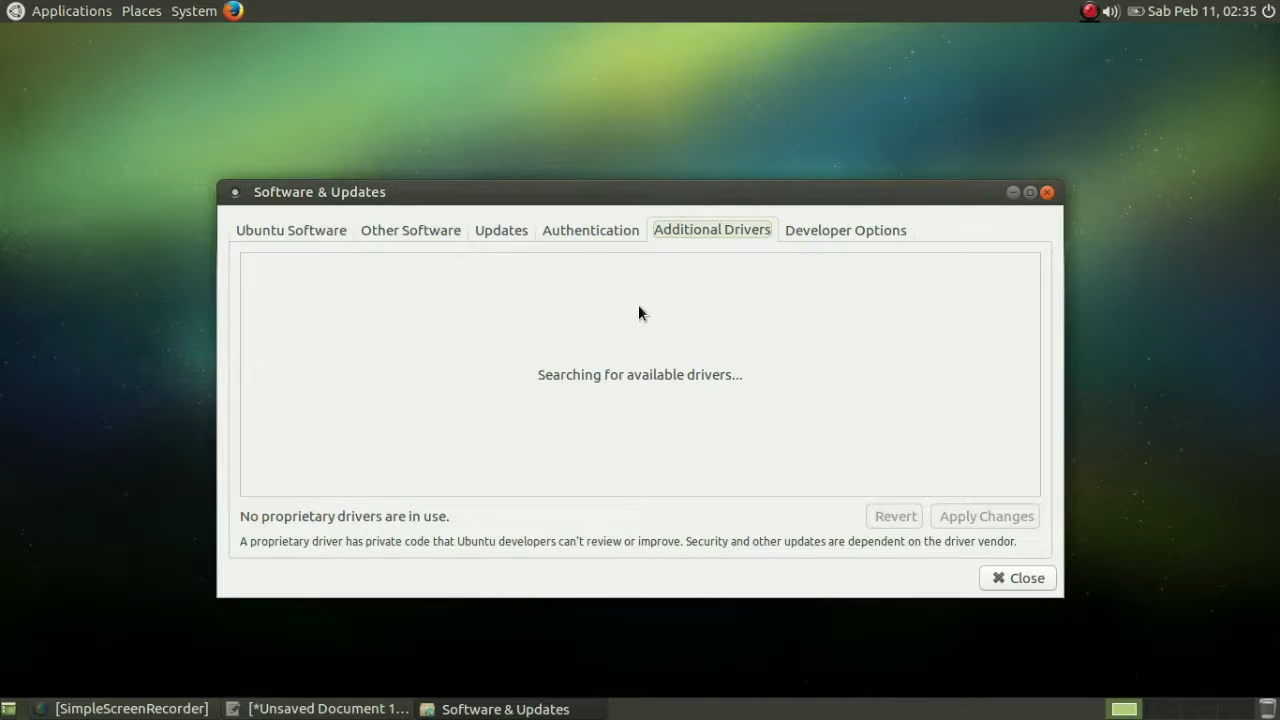 Applications Places System Sab Peb 11, 02:35
Software & Updates
Ubuntu Software Other Software Updates Authentication Additional Drivers Developer Options
Searching for available drivers...
No proprietary drivers are in use. Revert Apply Changes
A proprietary driver has private code that Ubuntu developers can't review or improve. Security and other updates are dependent on the driver vendor.
Close
[SimpleScreenRecorder] [*Unsaved Document 1... Software & Updates